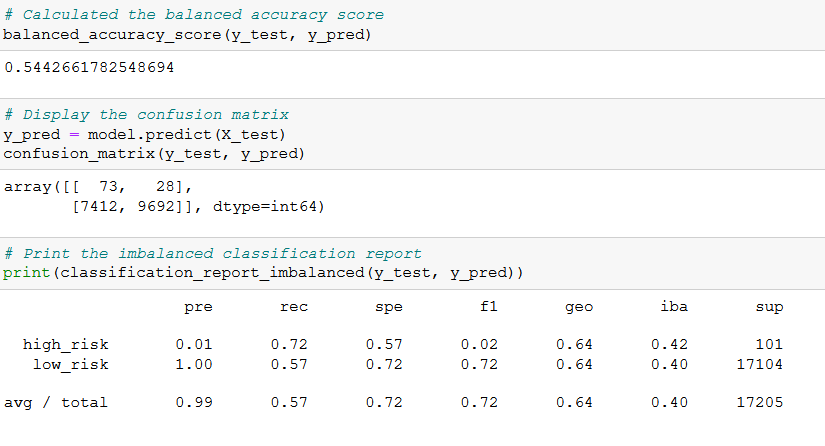 # Calculated the balanced accuracy score
balanced_accuracy_score(y_test, y_pred)
0.5442661782548694
# Display the confusion matrix
y_pred = model.predict(X_test)
confusion_matrix(y_test, y_pred)
array([[  73,   28],
       [7412, 9692]], dtype=int64)
# Print the imbalanced classification report
print(classification_report_imbalanced(y_test, y_pred))
pre rec spe f1 geo iba sup
high_risk 0.01 0.72 0.57 0.02 0.64 0.42 101
low_risk 1.00 0.57 0.72 0.72 0.64 0.40 17104
avg / total 0.99 0.57 0.72 0.72 0.64 0.40 17205